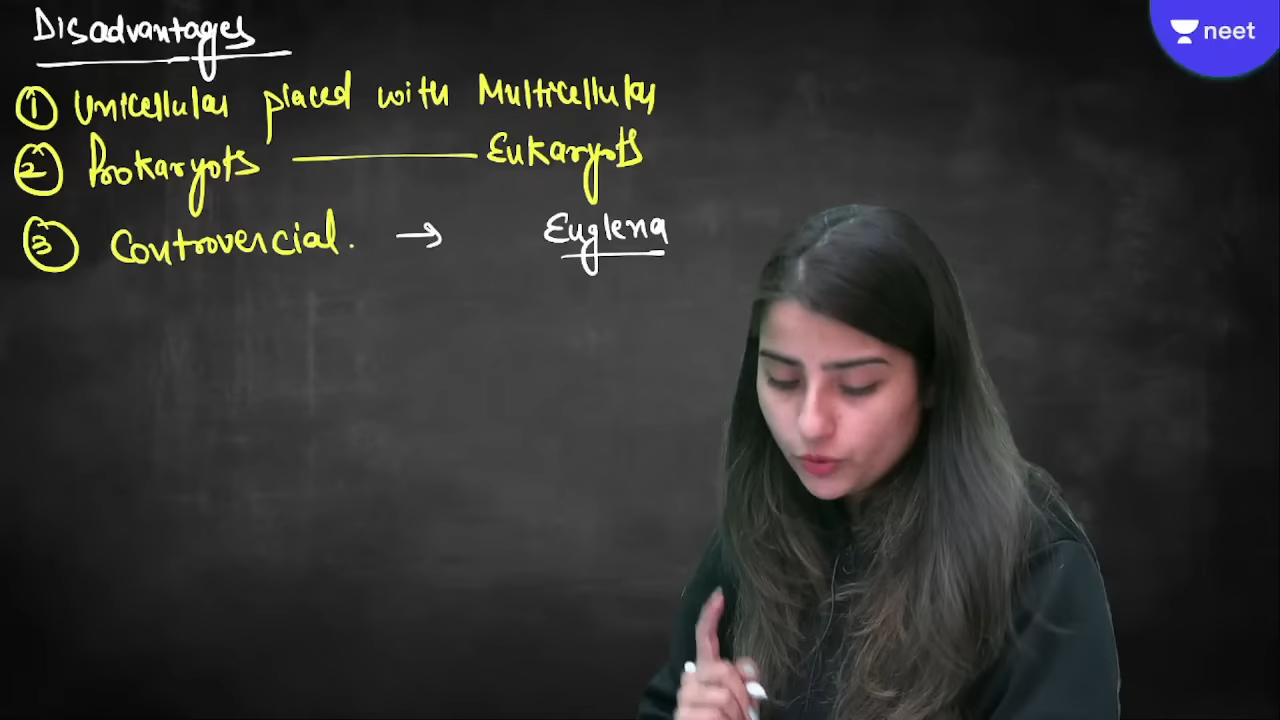 Disadvantages
neet
① Unicellular placed with Multicellular
② Prokaryots ——— Eukaryots
③ Controvercial. → Euglena